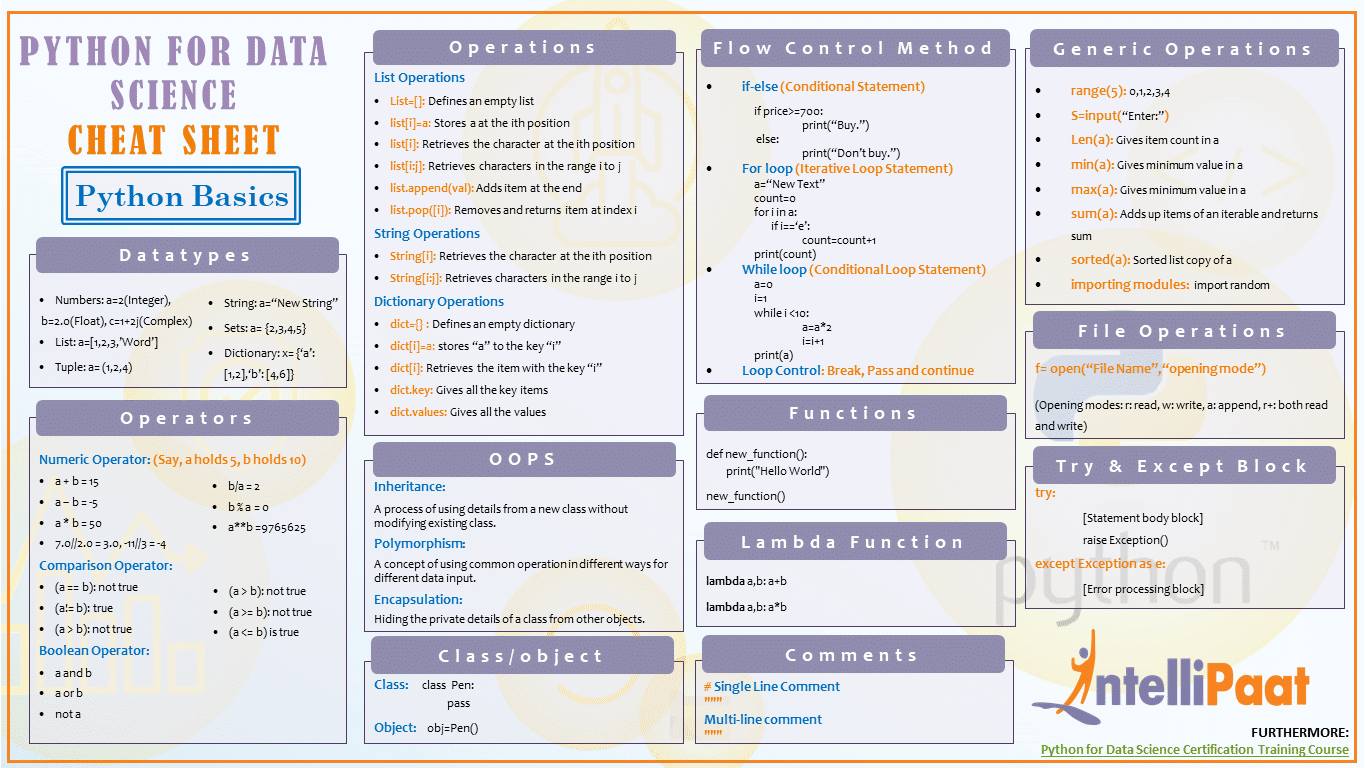 PYTHON FOR DATA
SCIENCE
CHEAT SHEET
Python Basics
Datatypes
• Numbers: a=2(Integer),
b=2.0(Float), c=1+2j(Complex)
• List: a=[1,2,3,’Word’]
• Tuple: a= (1,2,4)
• String: a=“New String”
• Sets: a= {2,3,4,5}
• Dictionary: x= {‘a’:
[1,2],‘b’: [4,6]}
Operators
Numeric Operator: (Say, a holds 5, b holds 10)
• a + b = 15
• a – b = -5
• a * b = 50
• 7.0//2.0 = 3.0, -11//3 = -4
• b/a = 2
• b % a = 0
• a**b =9765625
Comparison Operator:
• (a == b): not true
• (a!= b): true
• (a > b): not true
• (a > b): not true
• (a >= b): not true
• (a <= b) is true
Boolean Operator:
• a and b
• a or b
• not a
Operations
List Operations
• List=[]: Defines an empty list
• list[i]=a: Stores a at the ith position
• list[i]: Retrieves the character at the ith position
• list[i:j]: Retrieves characters in the range i to j
• list.append(val): Adds item at the end
• list.pop([i]): Removes and returns item at index i
String Operations
• String[i]: Retrieves the character at the ith position
• String[i:j]: Retrieves characters in the range i to j
Dictionary Operations
• dict={} : Defines an empty dictionary
• dict[i]=a: stores “a” to the key “i”
• dict[i]: Retrieves the item with the key “i”
• dict.key: Gives all the key items
• dict.values: Gives all the values
OOPS
Inheritance:
A process of using details from a new class without
modifying existing class.
Polymorphism:
A concept of using common operation in different ways for
different data input.
Encapsulation:
Hiding the private details of a class from other objects.
Class/object
Class: class Pen:
pass
Object: obj=Pen()
Flow Control Method
• if-else (Conditional Statement)
if price>=700:
print(“Buy.”)
else:
print(“Don’t buy.”)
• For loop (Iterative Loop Statement)
a=“New Text”
count=0
for i in a:
if i==‘e’:
count=count+1
print(count)
• While loop (Conditional Loop Statement)
a=0
i=1
while i <10:
a=a*2
i=i+1
print(a)
• Loop Control: Break, Pass and continue
Functions
def new_function():
print("Hello World")
new_function()
Lambda Function
lambda a,b: a+b
lambda a,b: a*b
Comments
# Single Line Comment
"""
Multi-line comment
"""
Generic Operations
• range(5): 0,1,2,3,4
• S=input(“Enter:”)
• Len(a): Gives item count in a
• min(a): Gives minimum value in a
• max(a): Gives minimum value in a
• sum(a): Adds up items of an iterable and returns
sum
• sorted(a): Sorted list copy of a
• importing modules: import random
File Operations
f= open(“File Name”,“opening mode”)
(Opening modes: r: read, w: write, a: append, r+: both read
and write)
Try & Except Block
try:
[Statement body block]
raise Exception()
except Exception as e:
[Error processing block]
python™
IntelliPaat
FURTHERMORE:
Python for Data Science Certification Training Course